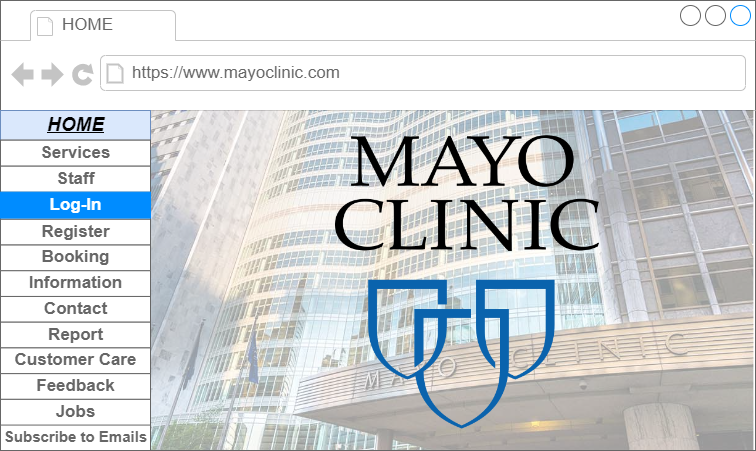 HOME
https://www.mayoclinic.com
HOME
Services
Staff
Log-In
Register
Booking
Information
Contact
Report
Customer Care
Feedback
Jobs
Subscribe to Emails
MAYO
CLINIC
MAYO CLINIC